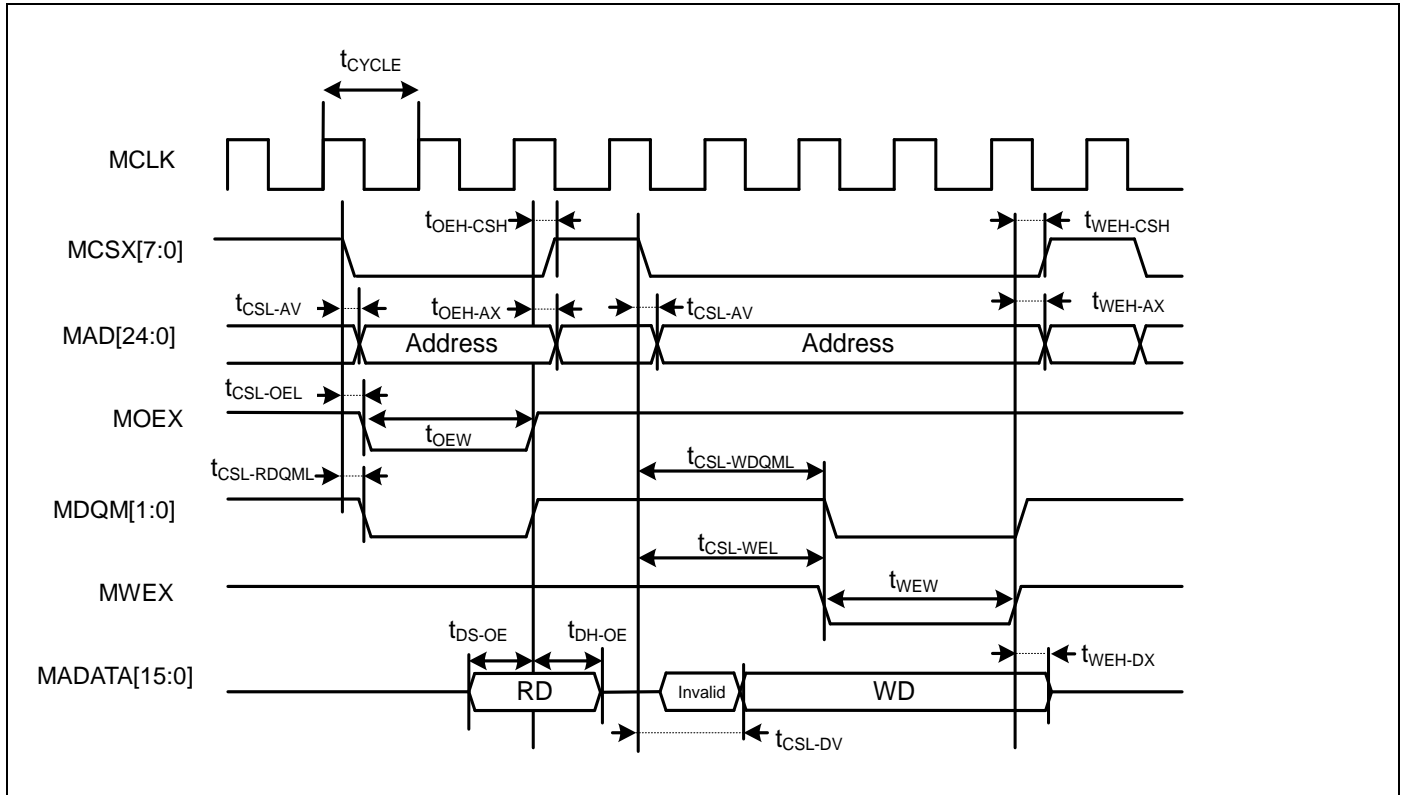 tCYCLE
MCLK
tOEH-CSH
tWEH-CSH
MCSX[7:0]
tCSL-AV
tOEH-AX
tCSL-AV
tWEH-AX
MAD[24:0]
Address
Address
tCSL-OEL
MOEX
tOEW
tCSL-RDQML
tCSL-WDQML
MDQM[1:0]
tCSL-WEL
MWEX
tWEW
tDS-OE
tDH-OE
tWEH-DX
MADATA[15:0]
RD
Invalid
WD
tCSL-DV